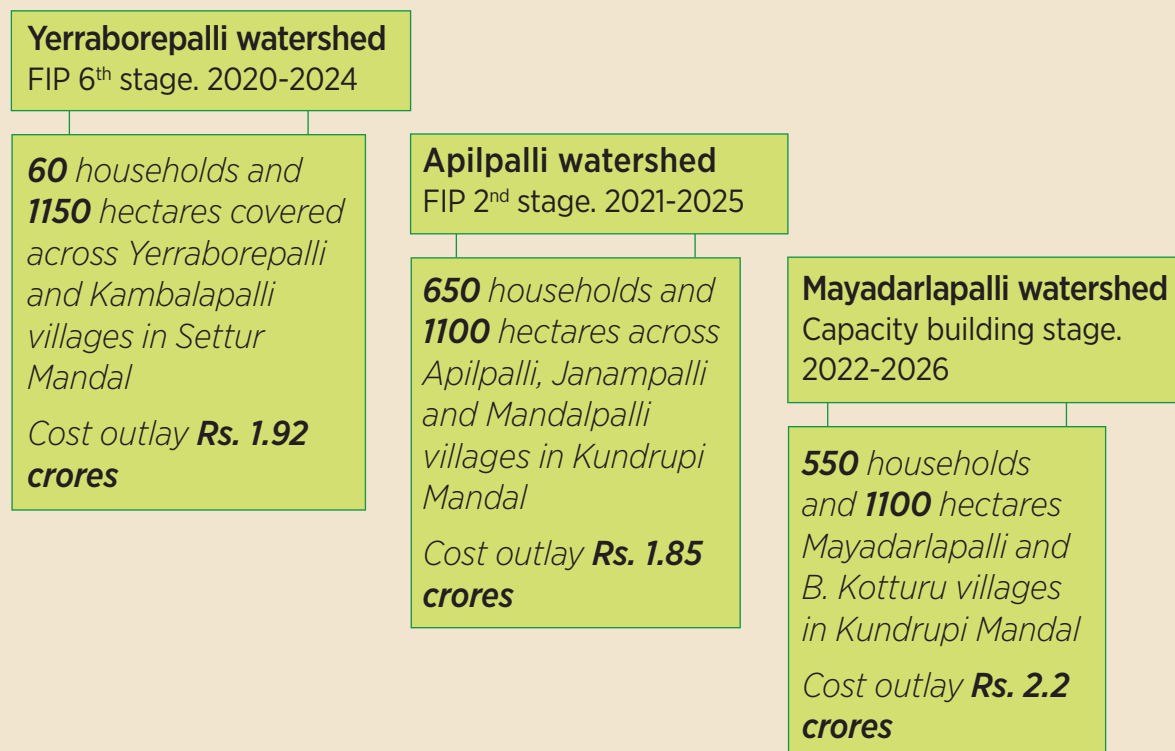 Yerraborepalli watershed
FIP 6th stage. 2020-2024
60 households and
1150 hectares covered
across Yerraborepalli
and Kambalapalli
villages in Settur
Mandal
Cost outlay Rs. 1.92
crores
Apilpalli watershed
FIP 2nd stage. 2021-2025
650 households and
1100 hectares across
Apilpalli, Janampalli
and Mandalpalli
villages in Kundrupi
Mandal
Cost outlay Rs. 1.85
crores
Mayadarlapalli watershed
Capacity building stage.
2022-2026
550 households
and 1100 hectares
Mayadarlapalli and
B. Kotturu villages
in Kundrupi Mandal
Cost outlay Rs. 2.2
crores